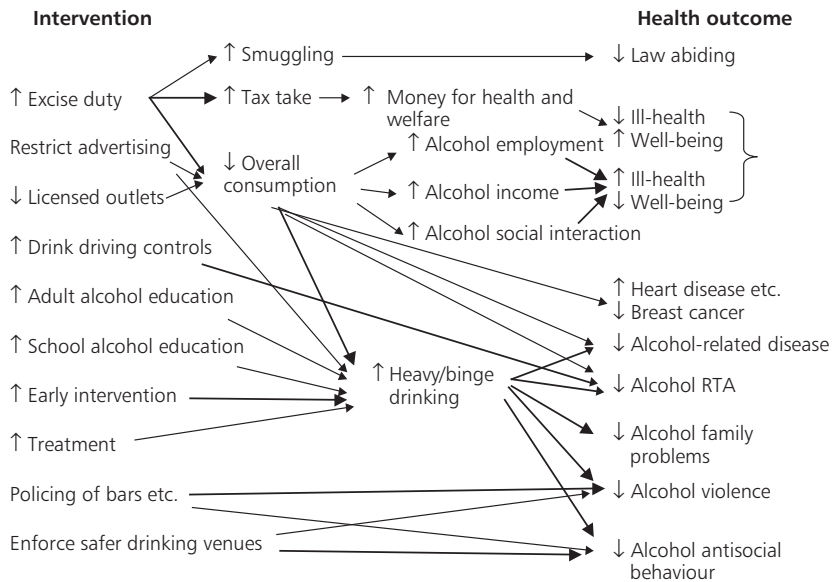 Intervention
Health outcome
↑ Smuggling
↓ Law abiding
↑ Excise duty
↑ Tax take
↑ Money for health and
welfare
↓ Ill-health
↑ Well-being
Restrict advertising
↓ Overall
consumption
↑ Alcohol employment
↑ Ill-health
↓ Well-being
↓ Licensed outlets
↑ Alcohol income
↑ Alcohol social interaction
↑ Drink driving controls
↑ Heart disease etc.
↓ Breast cancer
↑ Adult alcohol education
↓ Alcohol-related disease
↑ School alcohol education
↑ Heavy/binge
drinking
↓ Alcohol RTA
↑ Early intervention
↓ Alcohol family
problems
↑ Treatment
Policing of bars etc.
↓ Alcohol violence
Enforce safer drinking venues
↓ Alcohol antisocial
behaviour